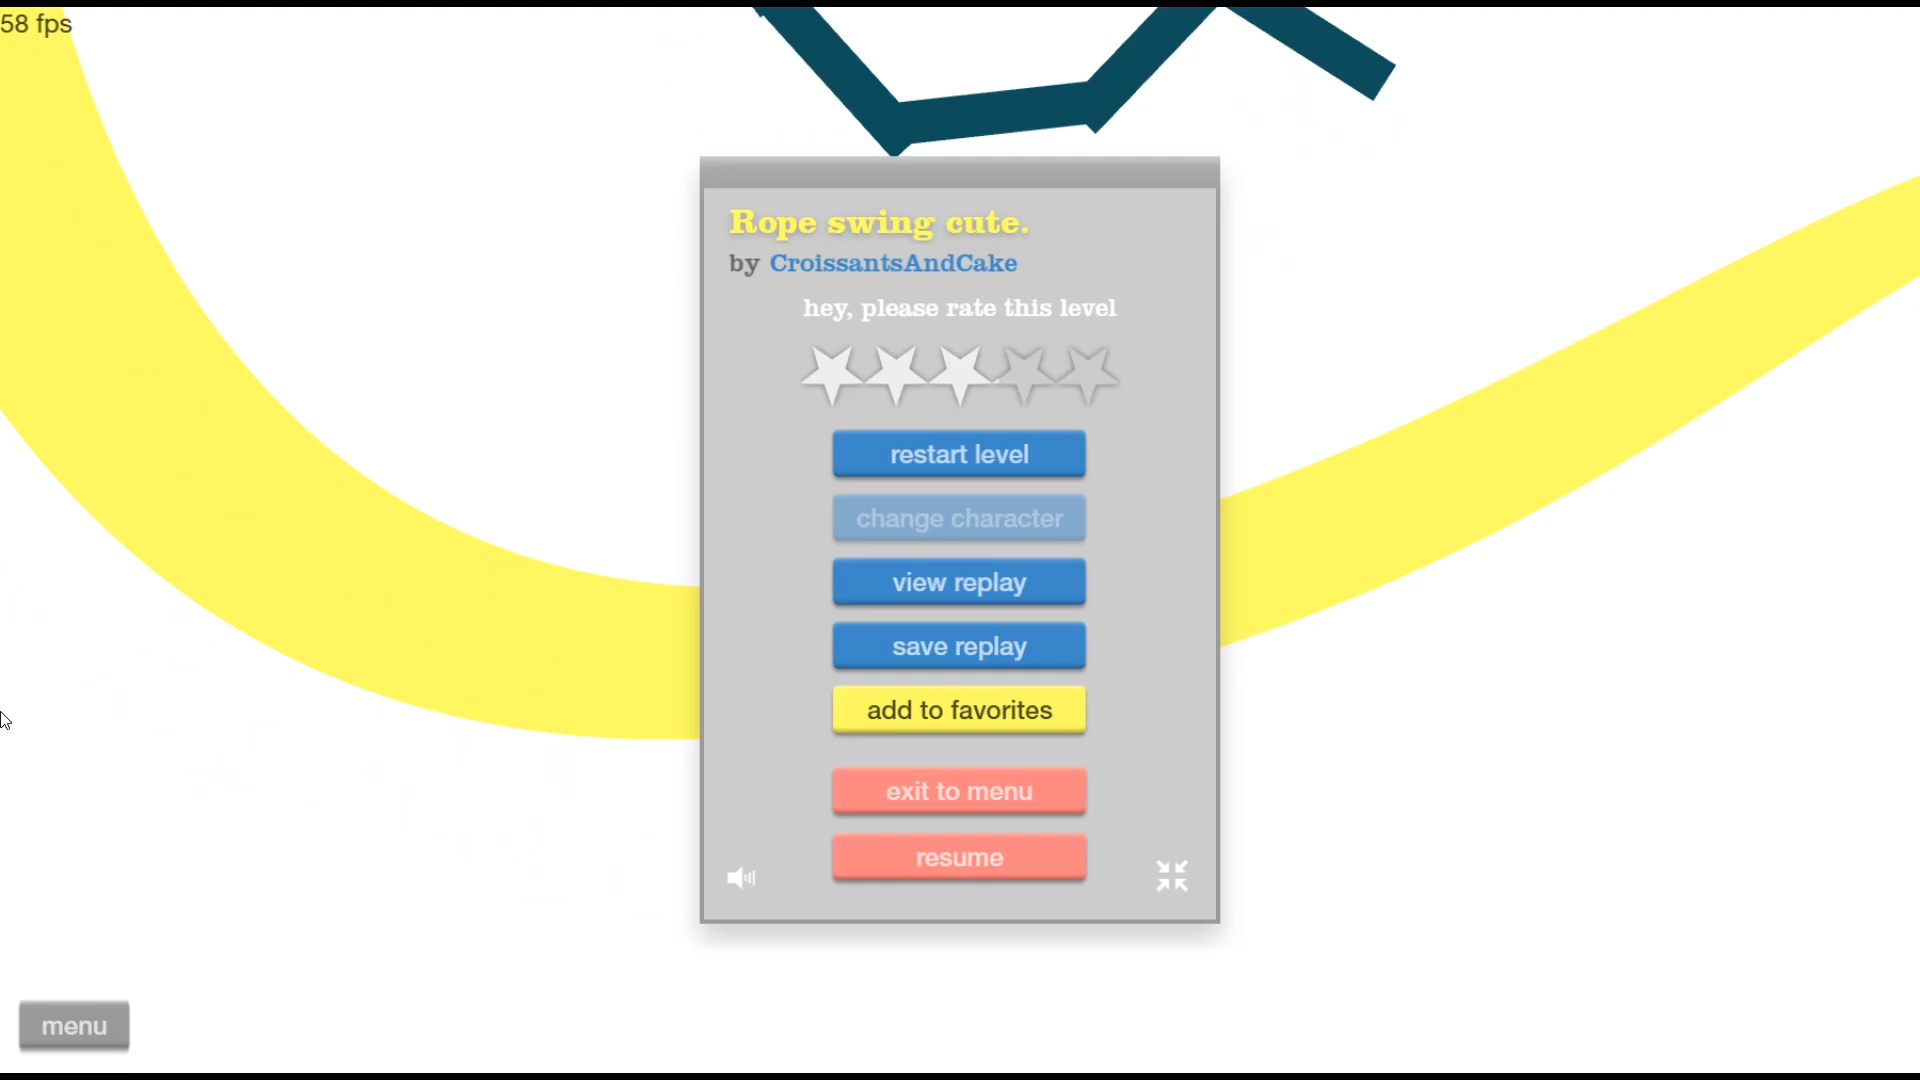 58 fps
Rope swing cute.
by CroissantsAndCake
hey, please rate this level
restart level
change character
view replay
save replay
add to favorites
exit to menu
resume
menu